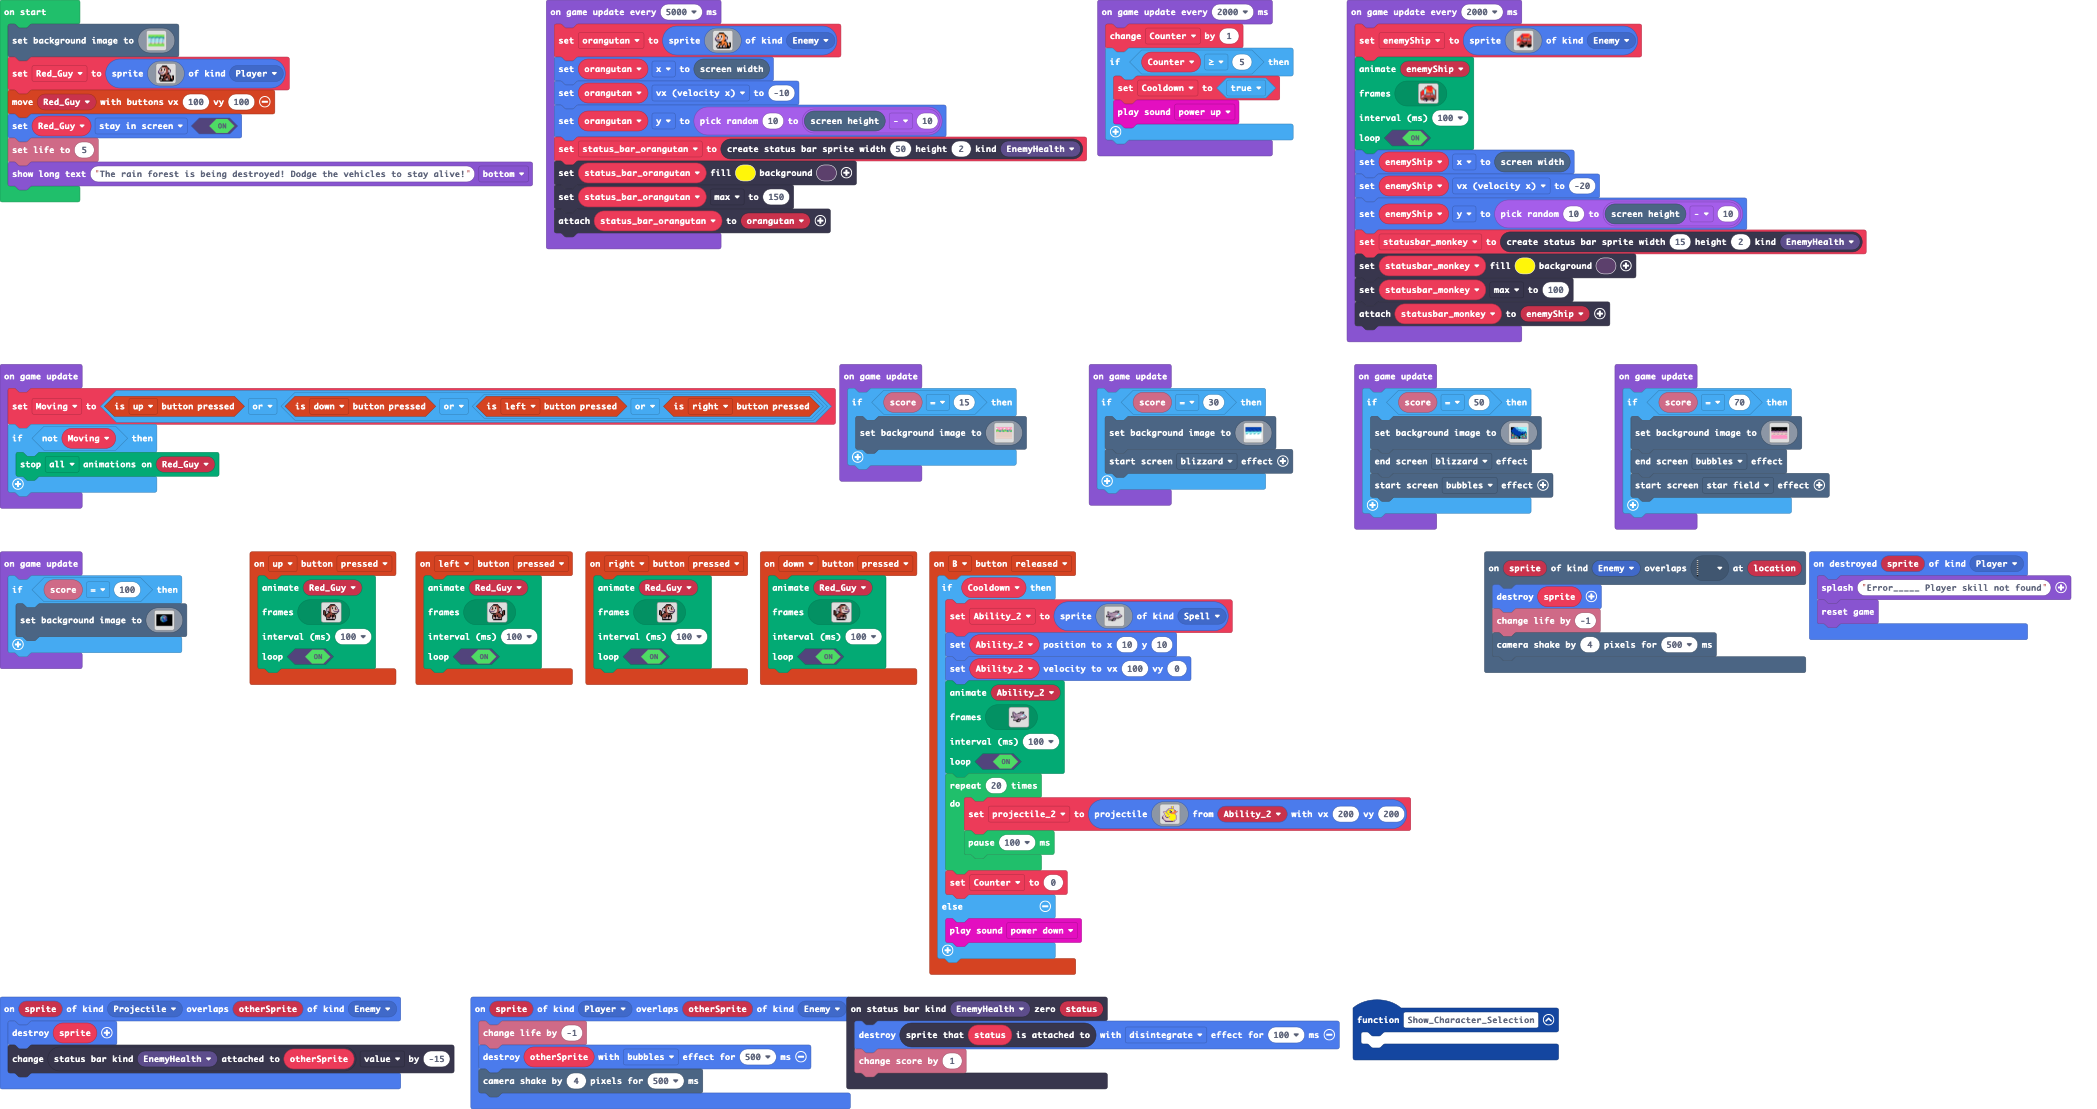 on start
set background image to
set Red_Guy to sprite of kind Player
move Red_Guy with buttons vx 100 vy 100
set Red_Guy stay in screen ON
set life to 5
show long text "The rain forest is being destroyed! Dodge the vehicles to stay alive!" bottom
on game update every 5000 ms
set orangutan to sprite of kind Enemy
set orangutan x to screen width
set orangutan vx (velocity x) to -10
set orangutan y to pick random 10 to screen height - 10
set status_bar_orangutan to create status bar sprite width 50 height 2 kind EnemyHealth
set status_bar_orangutan fill background
set status_bar_orangutan max to 150
attach status_bar_orangutan to orangutan
on game update every 2000 ms
change Counter by 1
if Counter ≥ 5 then
set Cooldown to true
play sound power up
on game update every 2000 ms
set enemyShip to sprite of kind Enemy
animate enemyShip
frames
interval (ms) 100
loop ON
set enemyShip x to screen width
set enemyShip vx (velocity x) to -20
set enemyShip y to pick random 10 to screen height - 10
set statusbar_monkey to create status bar sprite width 15 height 2 kind EnemyHealth
set statusbar_monkey fill background
set statusbar_monkey max to 100
attach statusbar_monkey to enemyShip
on game update
set Moving to is up button pressed or is down button pressed or is left button pressed or is right button pressed
if not Moving then
stop all animations on Red_Guy
on game update
if score = 15 then
set background image to
on game update
if score = 30 then
set background image to
start screen blizzard effect
on game update
if score = 50 then
set background image to
end screen blizzard effect
start screen bubbles effect
on game update
if score = 70 then
set background image to
end screen bubbles effect
start screen star field effect
on game update
if score = 100 then
set background image to
on up button pressed
animate Red_Guy
frames
interval (ms) 100
loop ON
on left button pressed
animate Red_Guy
frames
interval (ms) 100
loop ON
on right button pressed
animate Red_Guy
frames
interval (ms) 100
loop ON
on down button pressed
animate Red_Guy
frames
interval (ms) 100
loop ON
on B button released
if Cooldown then
set Ability_2 to sprite of kind Spell
set Ability_2 position to x 10 y 10
set Ability_2 velocity to vx 100 vy 0
animate Ability_2
frames
interval (ms) 100
loop ON
repeat 20 times
do
set projectile_2 to projectile from Ability_2 with vx 200 vy 200
pause 100 ms
set Counter to 0
else
play sound power down
on sprite of kind Enemy overlaps at location
destroy sprite
change life by -1
camera shake by 4 pixels for 500 ms
on destroyed sprite of kind Player
splash "Error_____ Player skill not found"
reset game
on sprite of kind Projectile overlaps otherSprite of kind Enemy
destroy sprite
change status bar kind EnemyHealth attached to otherSprite value by -15
on sprite of kind Player overlaps otherSprite of kind Enemy
change life by -1
destroy otherSprite with bubbles effect for 500 ms
camera shake by 4 pixels for 500 ms
on status bar kind EnemyHealth zero status
destroy sprite that status is attached to with disintegrate effect for 100 ms
change score by 1
function Show_Character_Selection